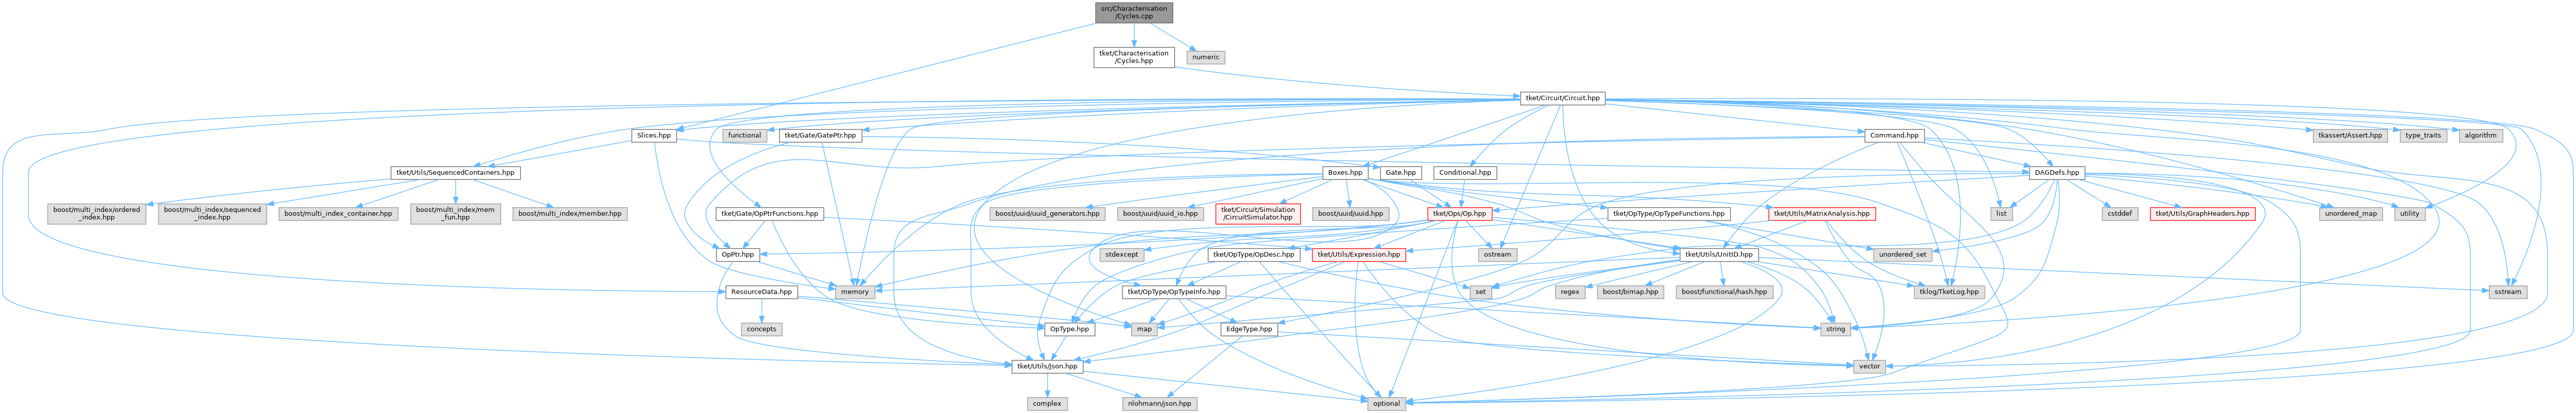 src/Characterisation
/Cycles.cpp
tket/Characterisation
/Cycles.hpp
numeric
tket/Circuit/Circuit.hpp
Slices.hpp
functional
tket/Gate/GatePtr.hpp
Command.hpp
tkassert/Assert.hpp
type_traits
algorithm
tket/Utils/SequencedContainers.hpp
Boxes.hpp
Gate.hpp
Conditional.hpp
DAGDefs.hpp
boost/multi_index/ordered
_index.hpp
boost/multi_index/sequenced
_index.hpp
boost/multi_index_container.hpp
boost/multi_index/mem
_fun.hpp
boost/multi_index/member.hpp
tket/Gate/OpPtrFunctions.hpp
boost/uuid/uuid_generators.hpp
boost/uuid/uuid_io.hpp
tket/Circuit/Simulation
/CircuitSimulator.hpp
boost/uuid/uuid.hpp
tket/Ops/Op.hpp
tket/OpType/OpTypeFunctions.hpp
tket/Utils/MatrixAnalysis.hpp
list
cstddef
tket/Utils/GraphHeaders.hpp
unordered_map
utility
OpPtr.hpp
stdexcept
tket/OpType/OpDesc.hpp
tket/Utils/Expression.hpp
ostream
tket/Utils/UnitID.hpp
unordered_set
ResourceData.hpp
memory
tket/OpType/OpTypeInfo.hpp
set
regex
boost/bimap.hpp
boost/functional/hash.hpp
tklog/TketLog.hpp
sstream
concepts
OpType.hpp
map
EdgeType.hpp
string
tket/Utils/Json.hpp
vector
complex
nlohmann/json.hpp
optional